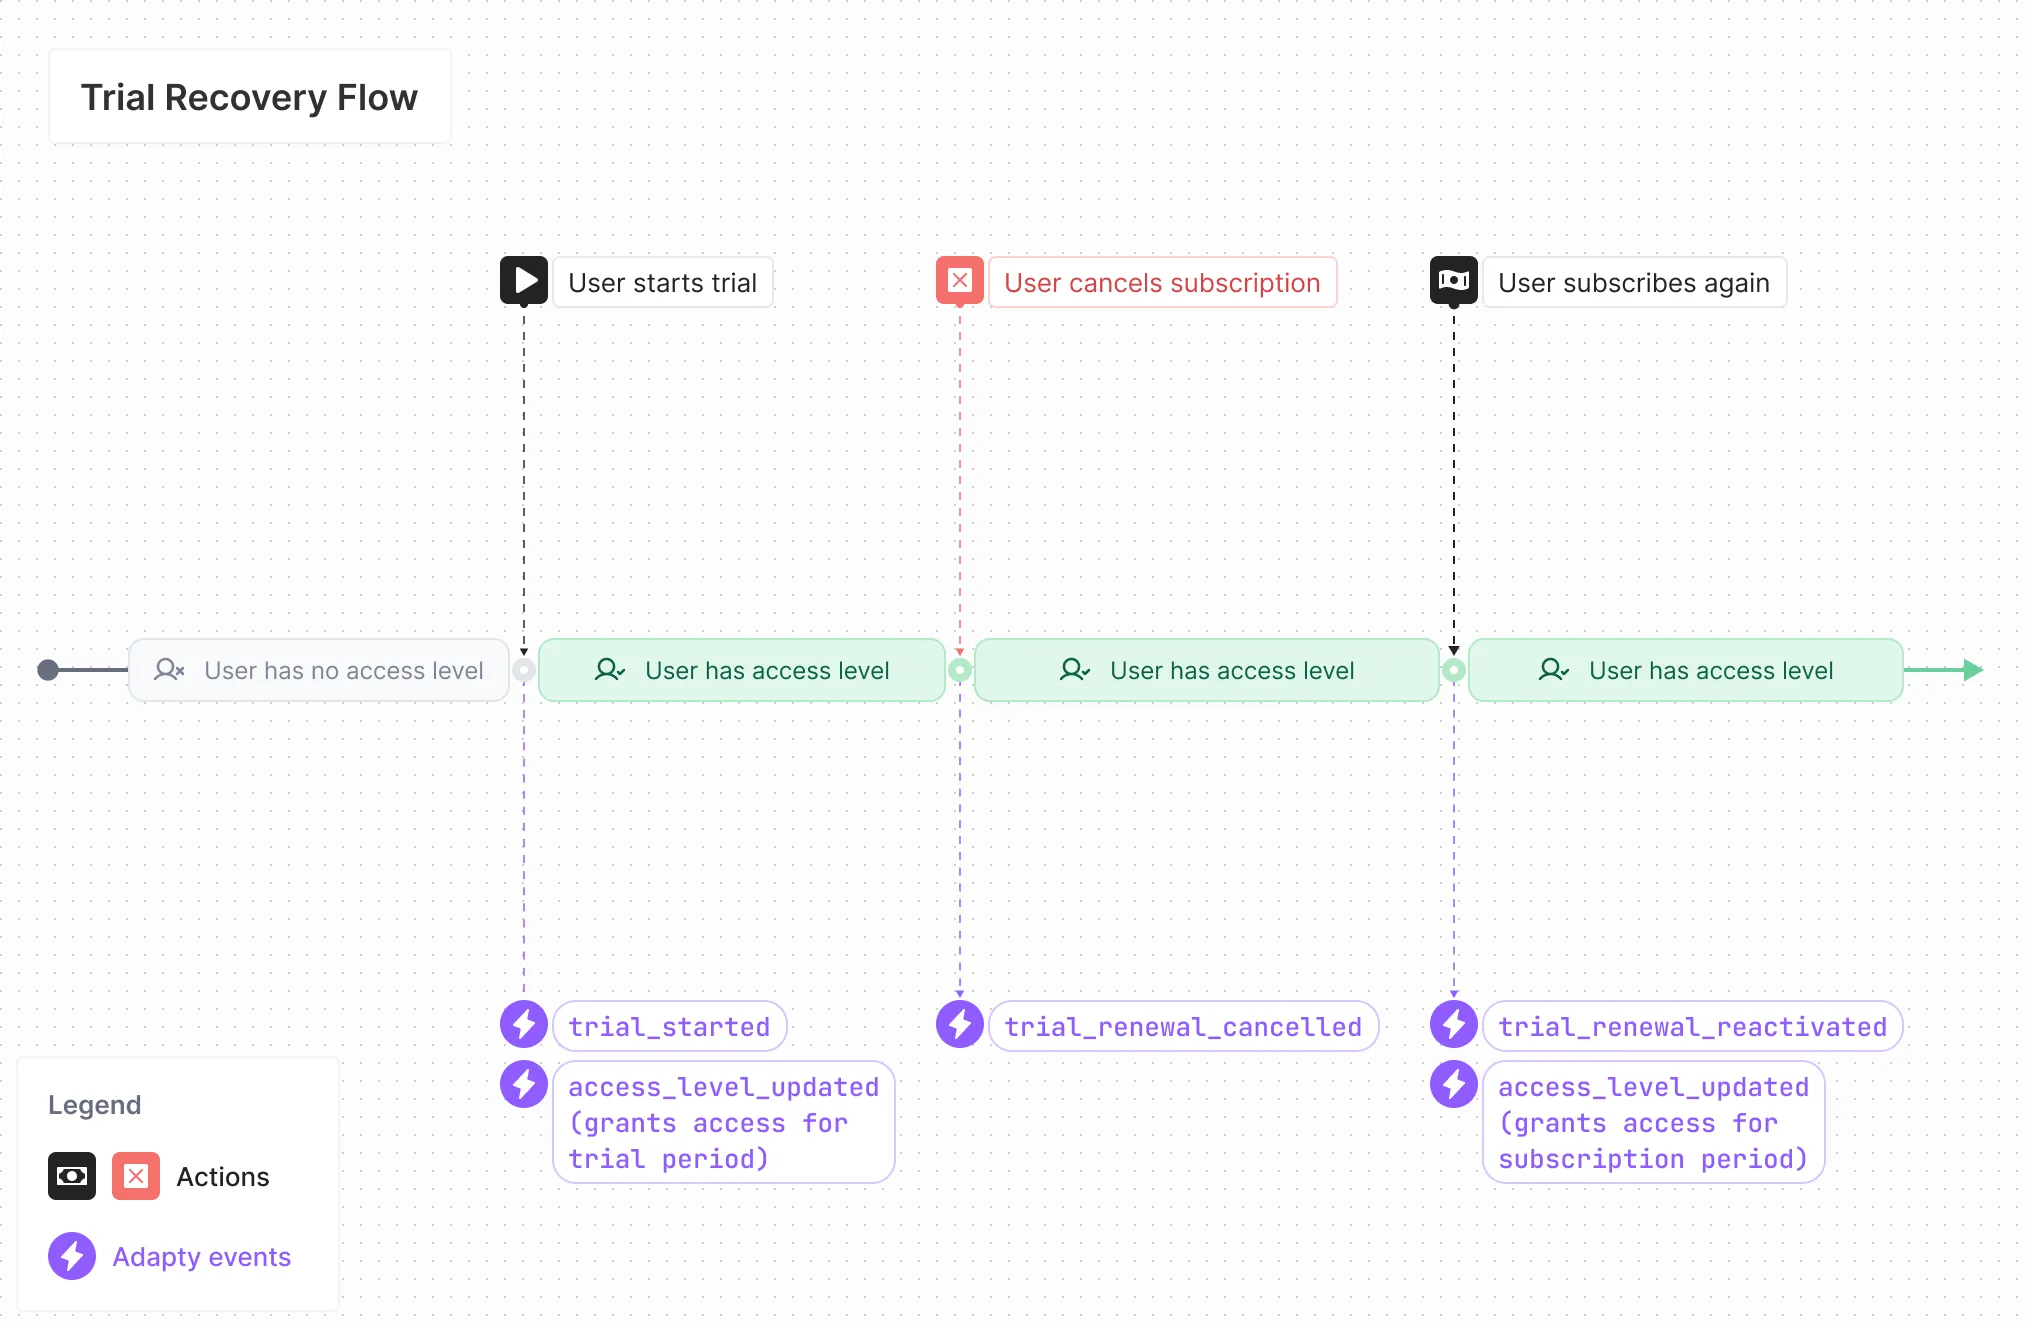 Trial Recovery Flow
User starts trial
User cancels subscription
User subscribes again
User has no access level
User has access level
User has access level
User has access level
trial_started
access_level_updated
(grants access for
trial period)
trial_renewal_cancelled
trial_renewal_reactivated
access_level_updated
(grants access for
subscription period)
Legend
Actions
Adapty events